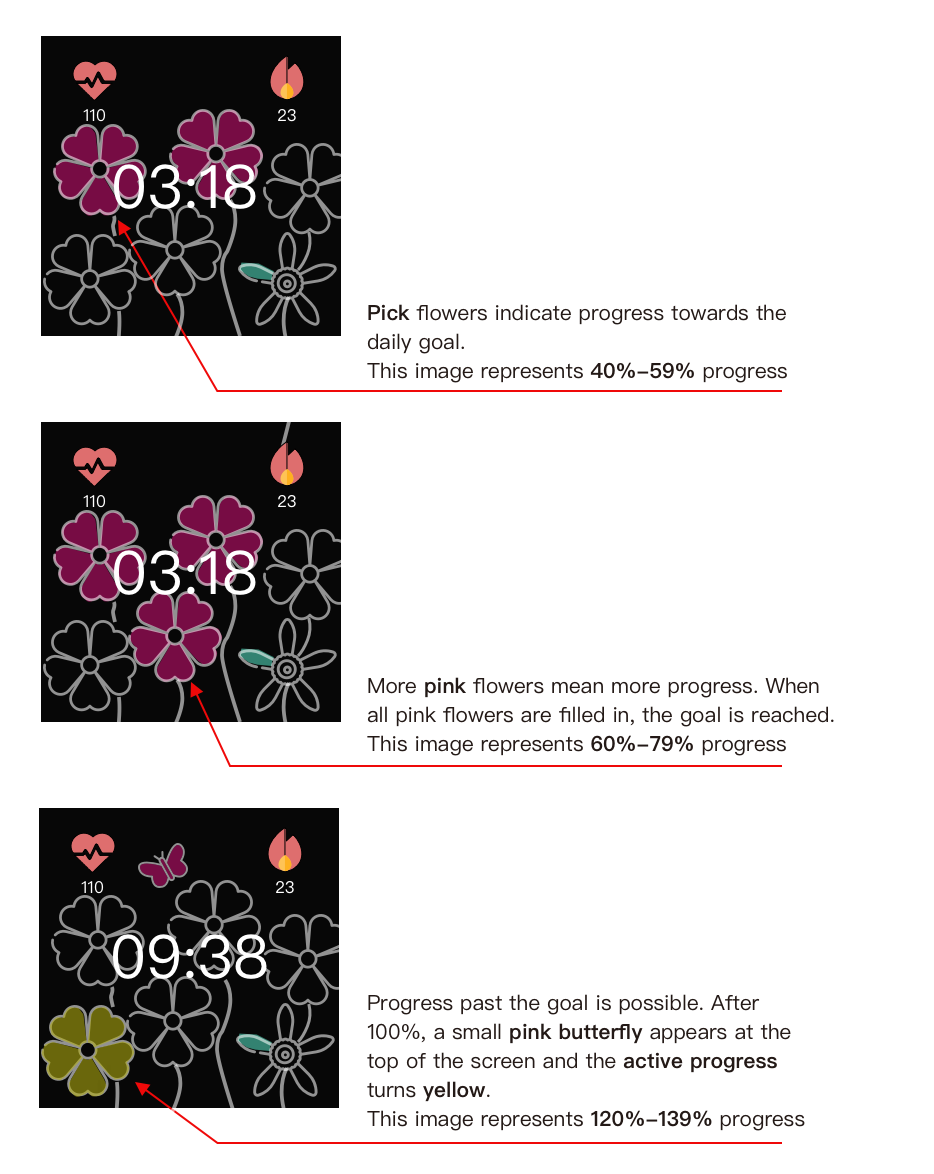 110
23
03:18
Pick flowers indicate progress towards the
daily goal.
This image represents 40%–59% progress
110
23
03:18
More pink flowers mean more progress. When
all pink flowers are filled in, the goal is reached.
This image represents 60%–79% progress
110
23
09:38
Progress past the goal is possible. After
100%, a small pink butterfly appears at the
top of the screen and the active progress
turns yellow.
This image represents 120%–139% progress